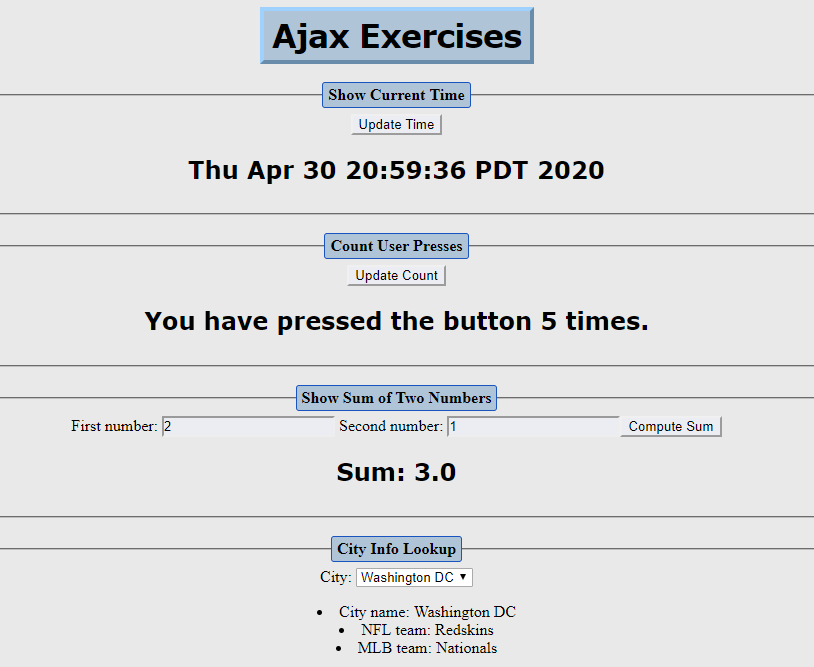 Ajax Exercises
Show Current Time
Update Time
Thu Apr 30 20:59:36 PDT 2020
Count User Presses
Update Count
You have pressed the button 5 times.
Show Sum of Two Numbers
First number: 2 Second number: 1 Compute Sum
Sum: 3.0
City Info Lookup
City: Washington DC
City name: Washington DC
NFL team: Redskins
MLB team: Nationals